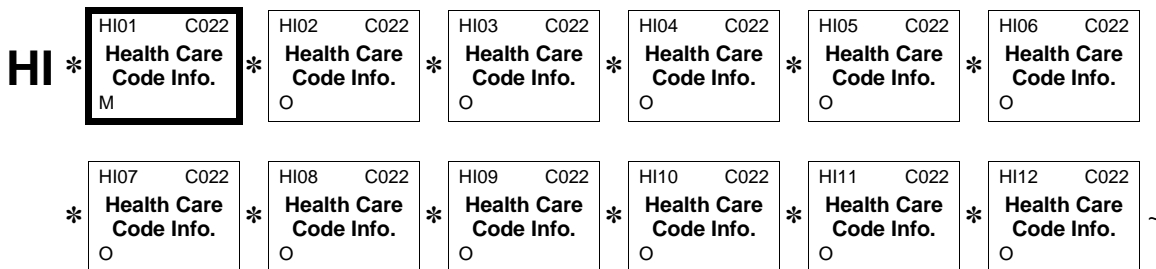 HI01 C022 HI02 C022 HI03 C022 HI04 C022 HI05 C022 HI06 C022
HI * Health Care * Health Care * Health Care * Health Care * Health Care * Health Care
Code Info. Code Info. Code Info. Code Info. Code Info. Code Info.
M O O O O O
HI07 C022 HI08 C022 HI09 C022 HI10 C022 HI11 C022 HI12 C022
* Health Care * Health Care * Health Care * Health Care * Health Care * Health Care ~
Code Info. Code Info. Code Info. Code Info. Code Info. Code Info.
O O O O O O